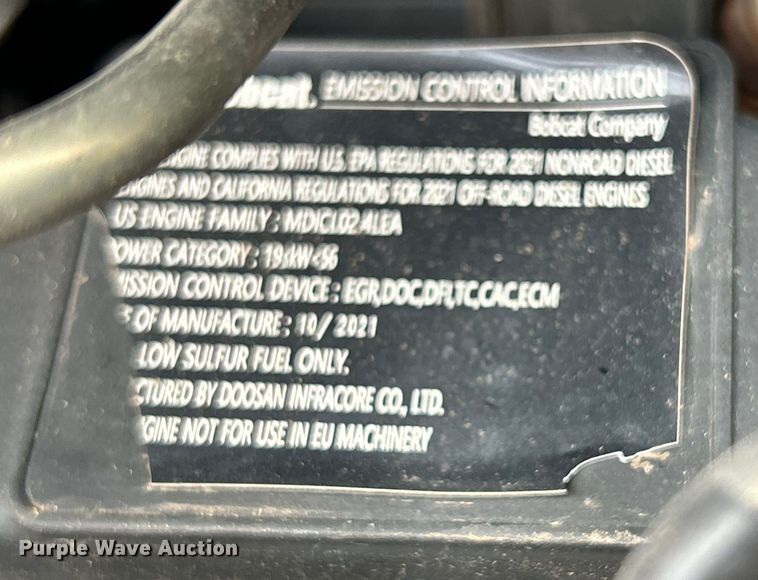 obcat. EMISSION CONTROL INFORMATION
Bobcat Company
ENGINE COMPLIES WITH U.S. EPA REGULATIONS FOR 2021 NONROAD DIESEL
ENGINES AND CALIFORNIA REGULATIONS FOR 2021 OFF-ROAD DIESEL ENGINES
US ENGINE FAMILY : MDICL02.4LEA
POWER CATEGORY : 19≤kW<56
ISSION CONTROL DEVICE : EGR,DOC,DFI,TC,CAC,ECM
OF MANUFACTURE : 10/ 2021
LOW SULFUR FUEL ONLY.
CTURED BY DOOSAN INFRACORE CO., LTD.
GINE NOT FOR USE IN EU MACHINERY
Purple Wave Auction